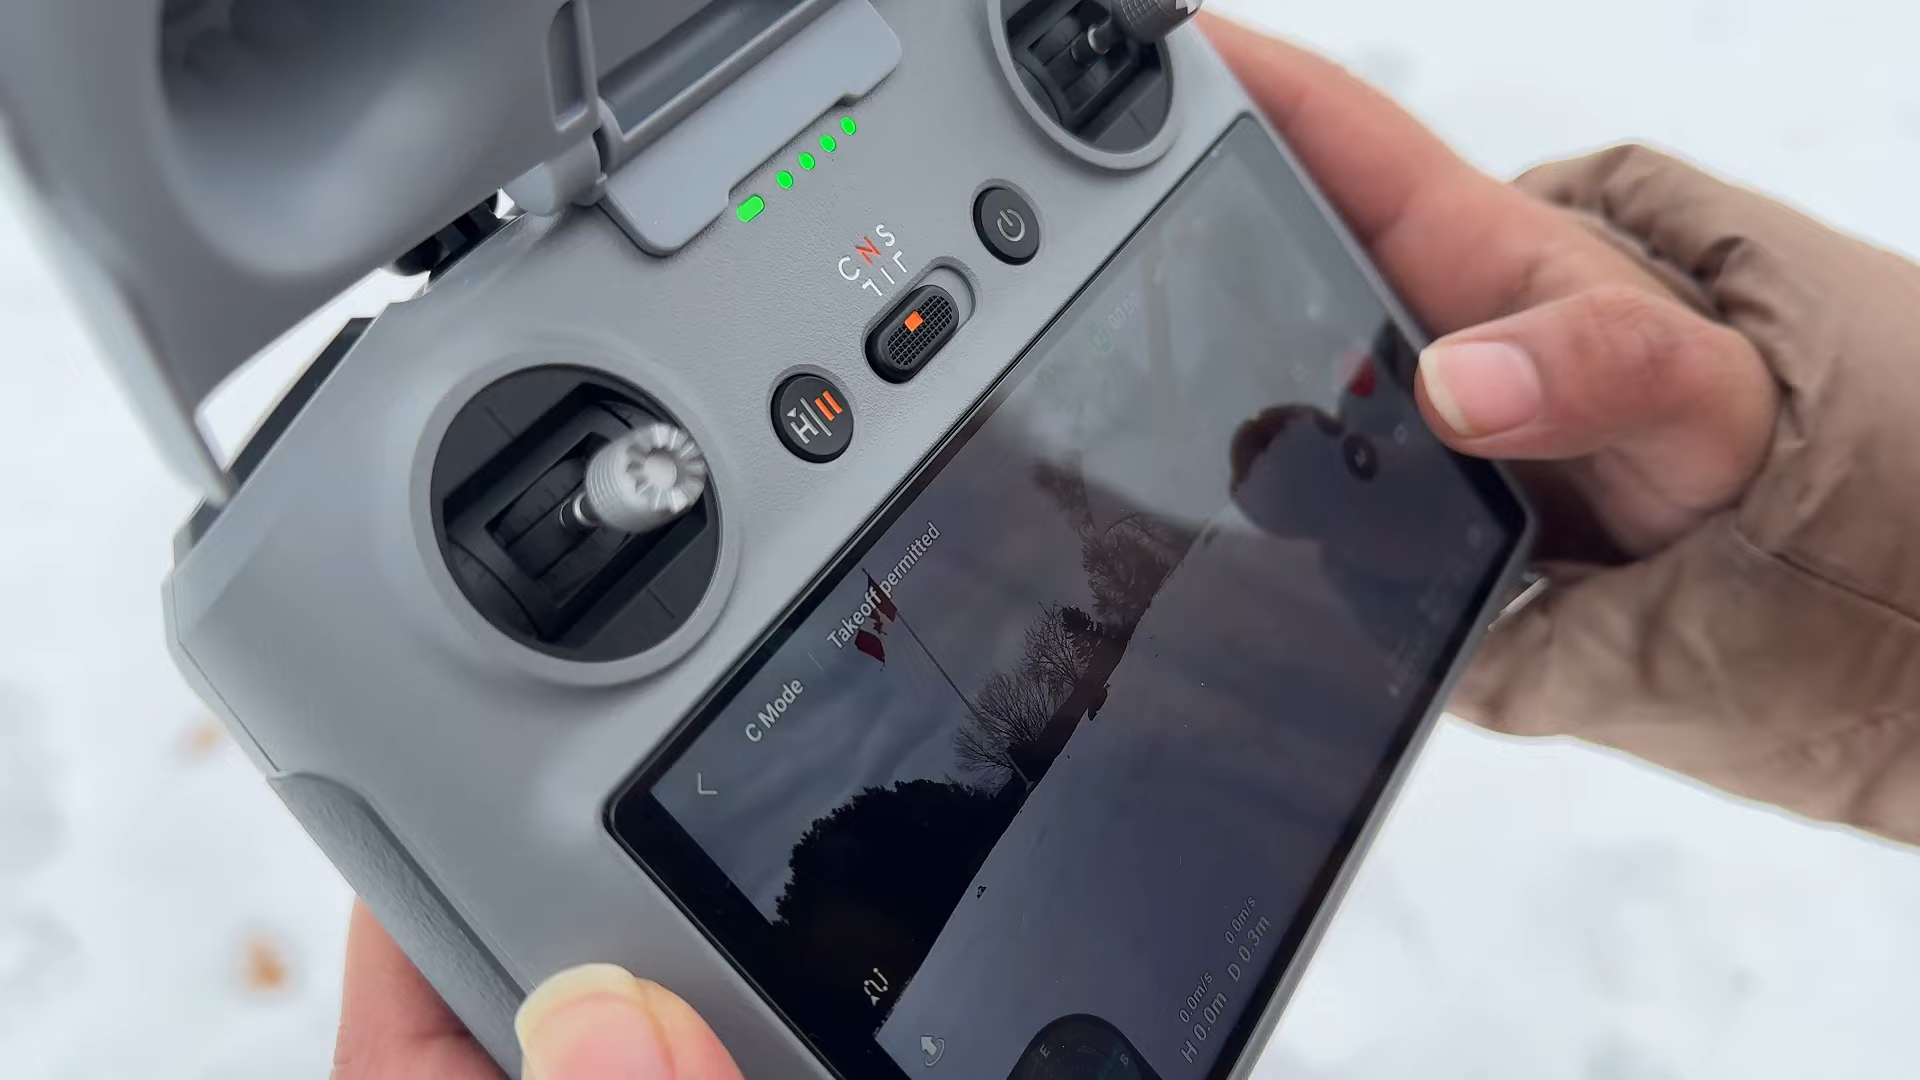 C N S
H
C Mode
Takeoff permitted
0.0m/s
0.0m/s
H 0.0m
D 0.3m
E
S